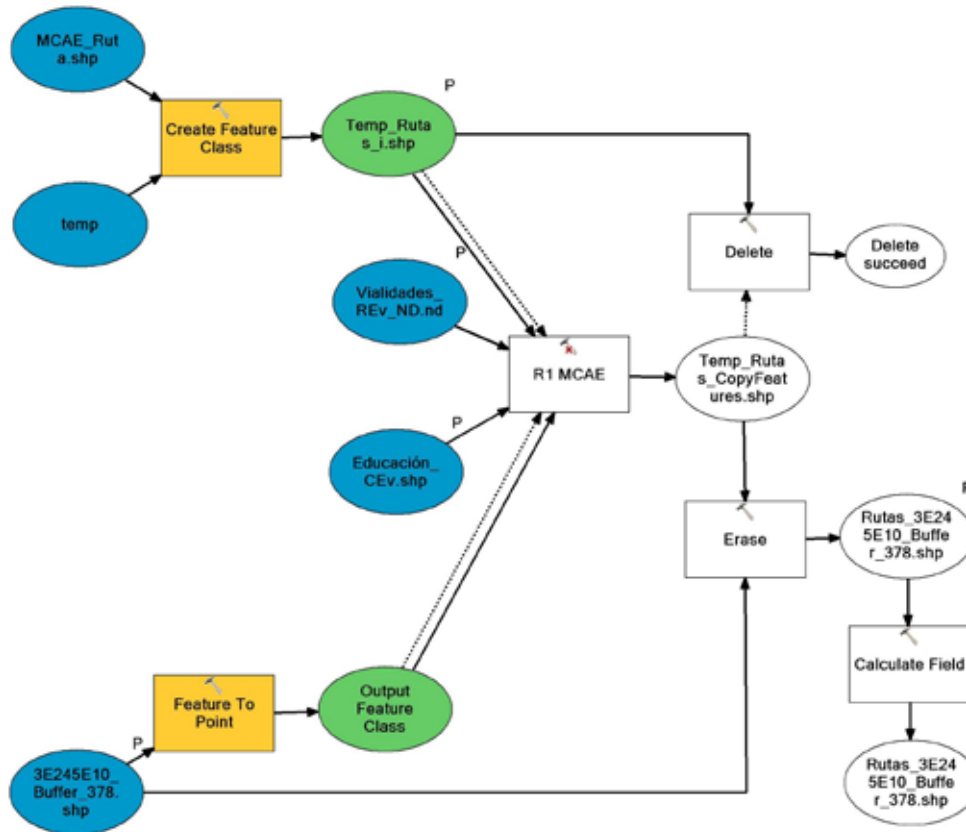 MCAE_Rut
a.shp
Create Feature
Class
temp
Temp_Ruta
s_i.shp
P
P
Vialidades_
REv_ND.nd
P
Educación_
CEv.shp
R1 MCAE
Delete
Delete
succeed
Temp_Ruta
s_CopyFeat
ures.shp
Erase
Rutas_3E24
5E10_Buffe
r_378.shp
P
Calculate Field
Rutas_3E24
5E10_Buffe
r_378.shp
Feature To
Point
Output
Feature
Class
P
3E245E10_
Buffer_378.
shp